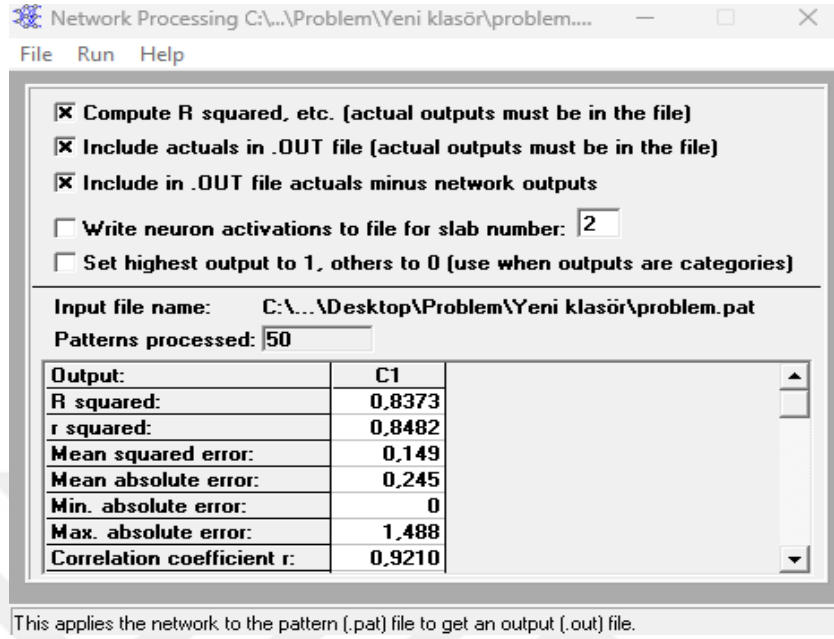 Network Processing C:\...\Problem\Yeni klasör\problem....
File Run Help
Compute R squared, etc. (actual outputs must be in the file)
Include actuals in .OUT file (actual outputs must be in the file)
Include in .OUT file actuals minus network outputs
Write neuron activations to file for slab number: 2
Set highest output to 1, others to 0 (use when outputs are categories)
Input file name: C:\...\Desktop\Problem\Yeni klasör\problem.pat
Patterns processed: 50
Output: C1
R squared: 0,8373
r squared: 0,8482
Mean squared error: 0,149
Mean absolute error: 0,245
Min. absolute error: 0
Max. absolute error: 1,488
Correlation coefficient r: 0,9210
This applies the network to the pattern (.pat) file to get an output (.out) file.